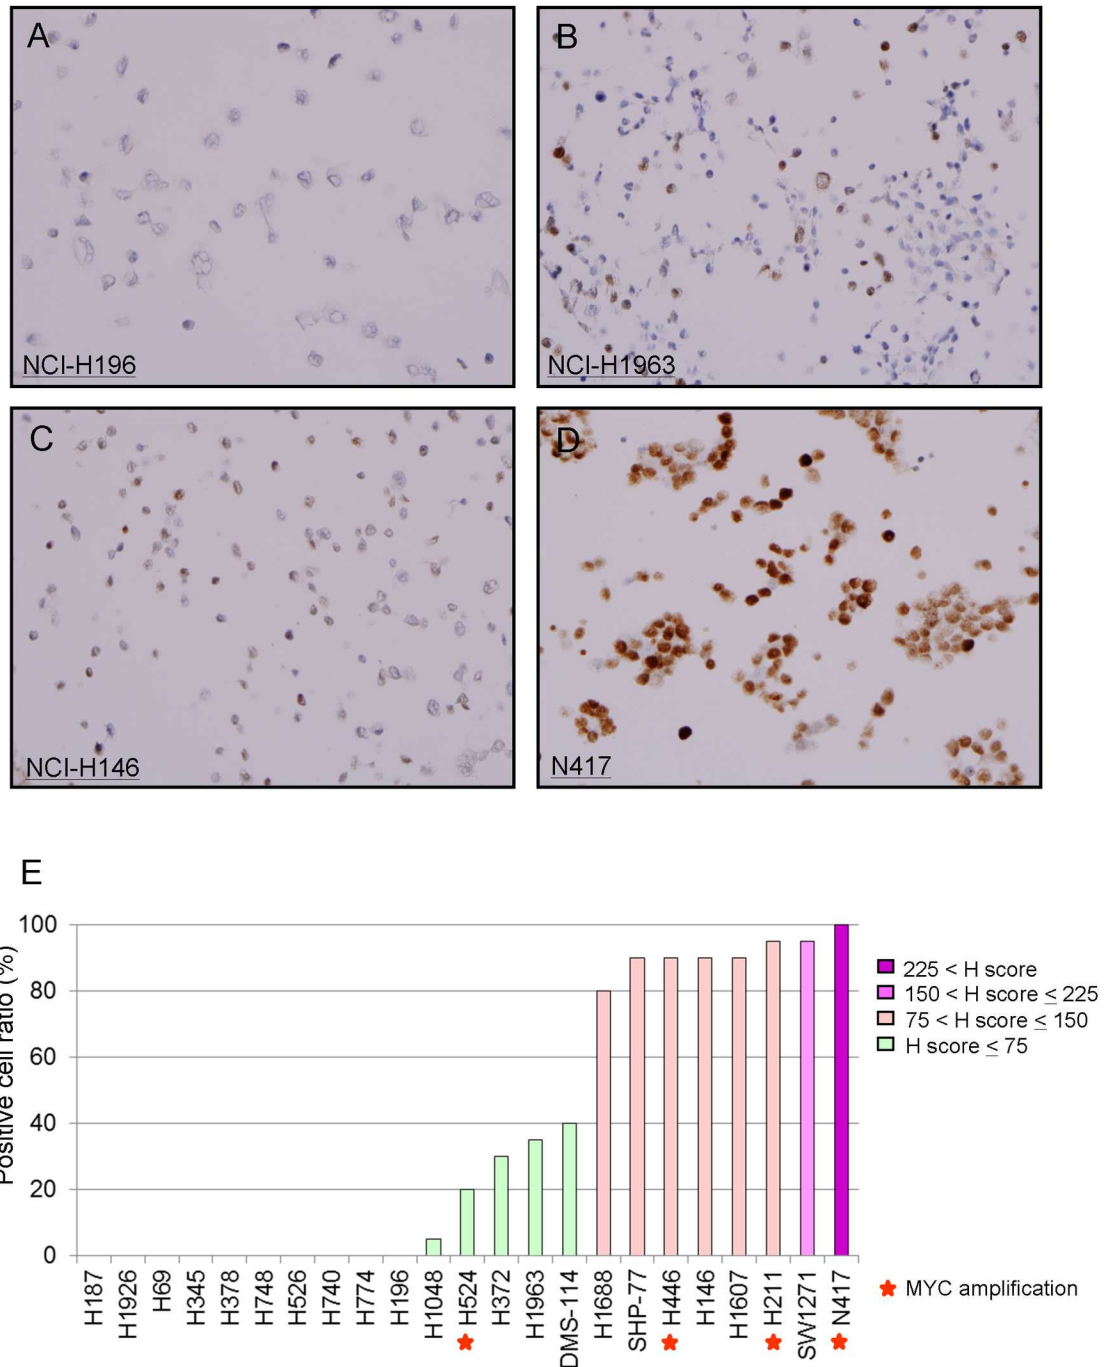 A
B
NCI-H196
NCI-H1963
C
D
NCI-H146
N417
E
Positive cell ratio (%)
100
80
60
40
20
0
225 < H score
150 < H score ≤ 225
75 < H score ≤ 150
H score ≤ 75
H187
H1926
H69
H345
H378
H748
H526
H740
H774
H196
H1048
H524
H372
H1963
DMS-114
H1688
SHP-77
H446
H146
H1607
H211
SW1271
N417
MYC amplification